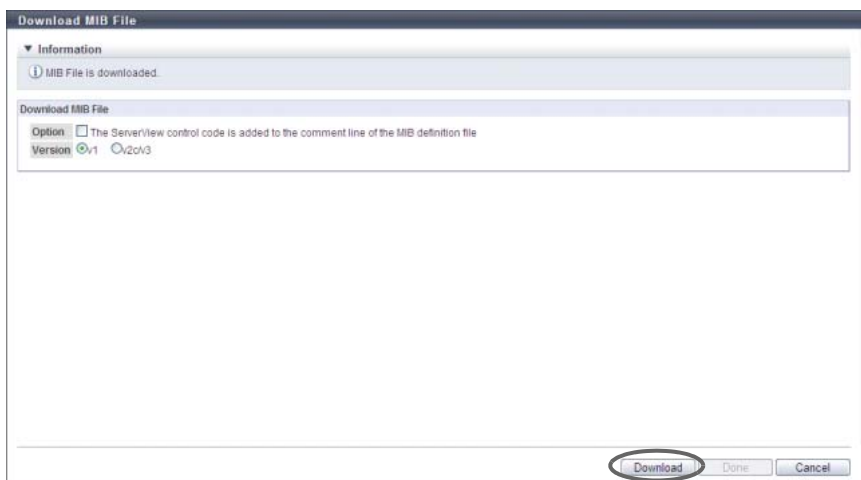 Download MIB File
Information
MIB File is downloaded.
Download MIB File
Option The ServerView control code is added to the comment line of the MIB definition file
Version v1 v2c/v3
Download Done Cancel